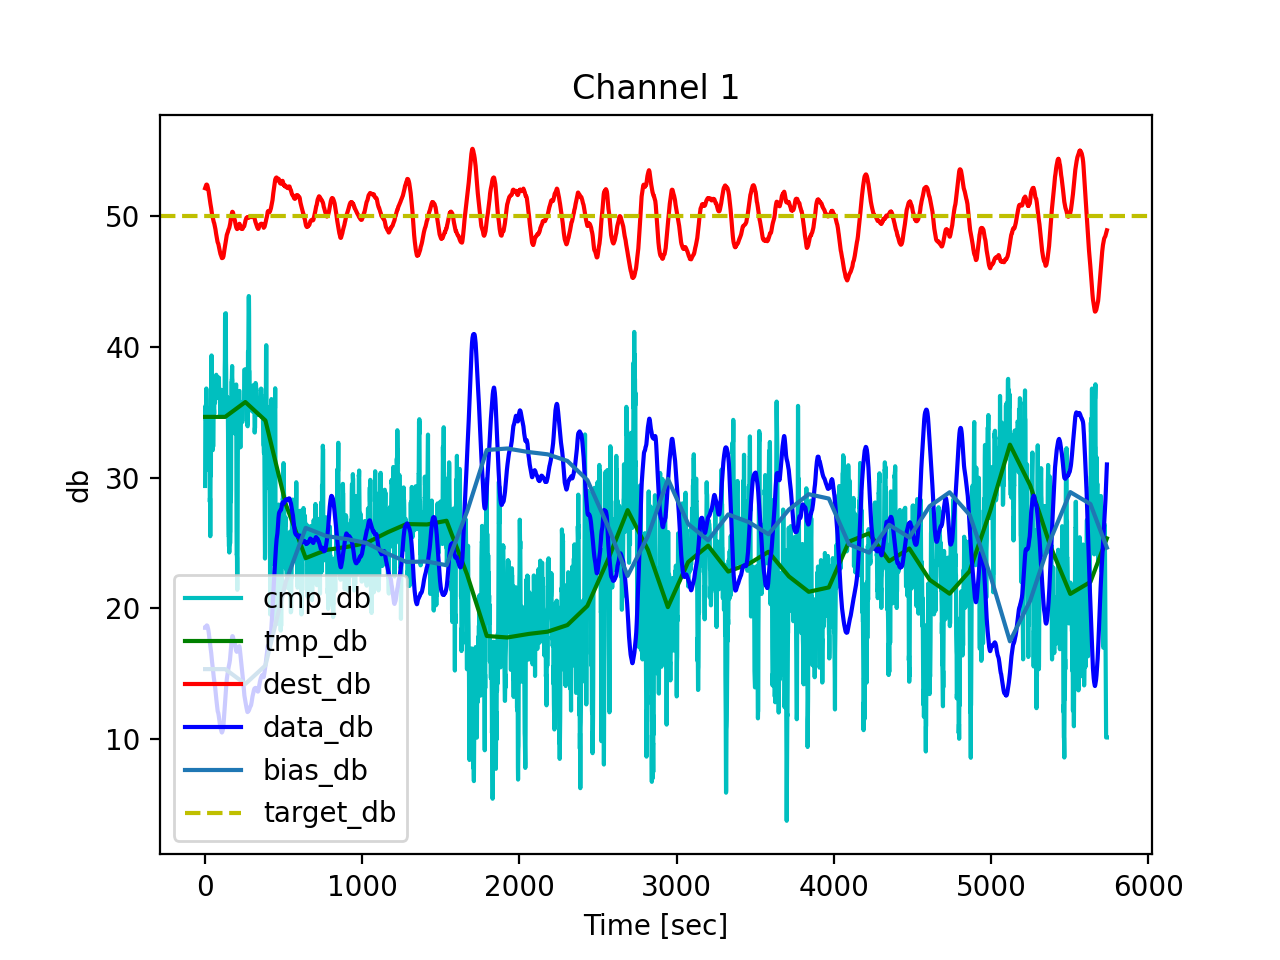 Channel 1
db
50
40
30
20
10
cmp_db
tmp_db
dest_db
data_db
bias_db
target_db
0 1000 2000 3000 4000 5000 6000
Time [sec]